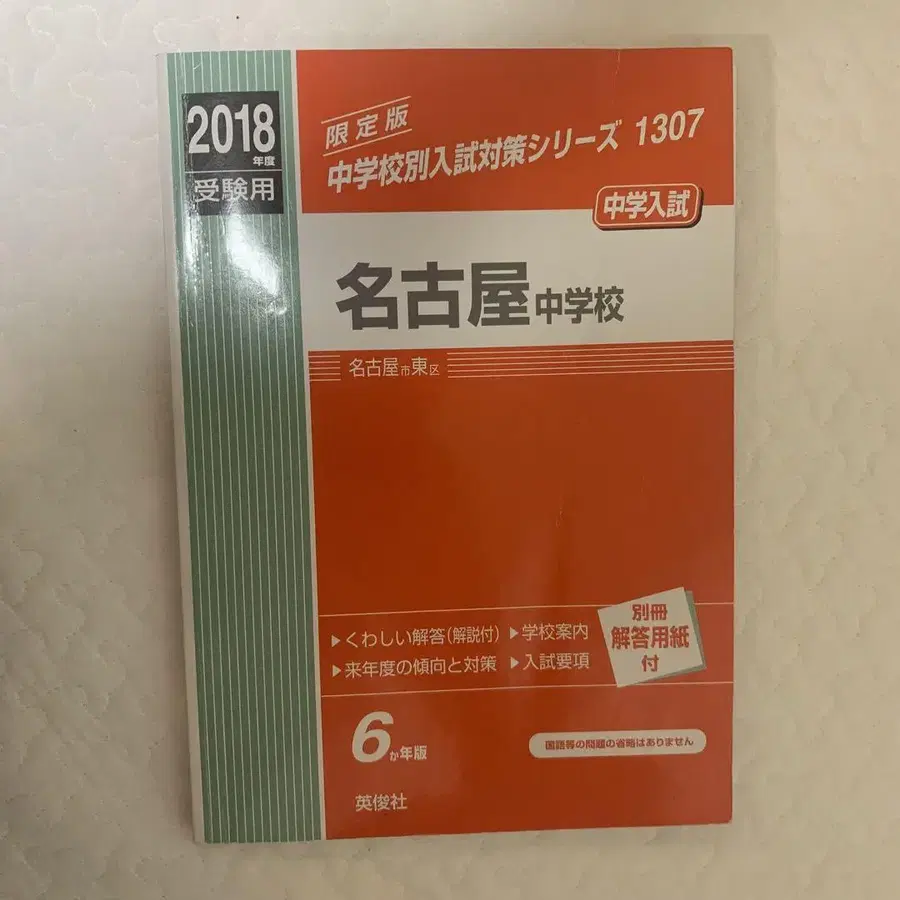 2018
年度
受験用
限定版
中学校別入試対策シリーズ 1307
中学入試
名古屋中学校
名古屋市東区
▶くわしい解答(解説付) ▶学校案内
▶来年度の傾向と対策 ▶入試要項
別冊
解答用紙
付
6か年版
国語等の問題の省略はありません
英俊社